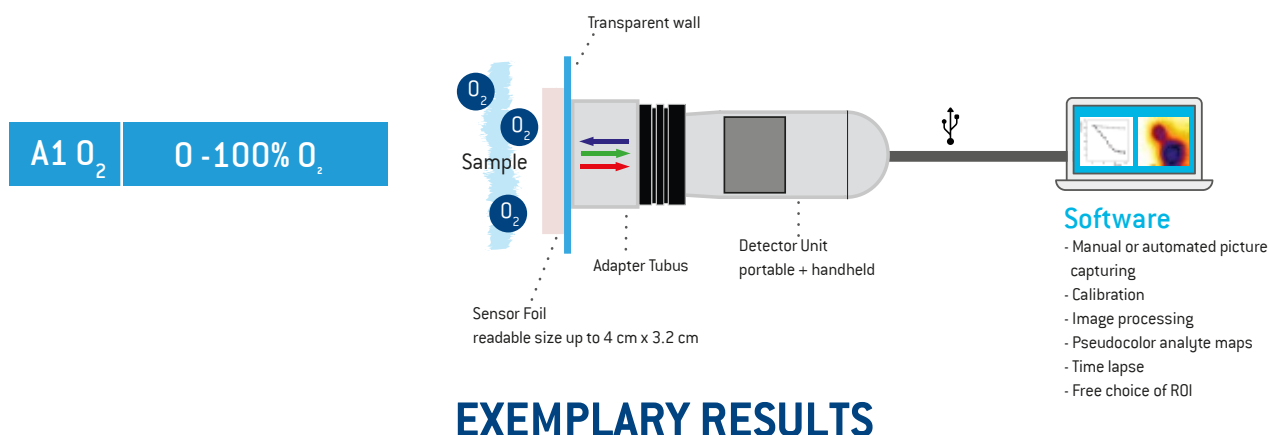 Transparent wall
A1 O₂
0 -100% O₂
O₂
O₂
Sample
O₂
Adapter Tubus
Detector Unit
portable + handheld
Sensor Foil
readable size up to 4 cm x 3.2 cm
Software
- Manual or automated picture
capturing
- Calibration
- Image processing
- Pseudocolor analyte maps
- Time lapse
- Free choice of ROI
EXEMPLARY RESULTS